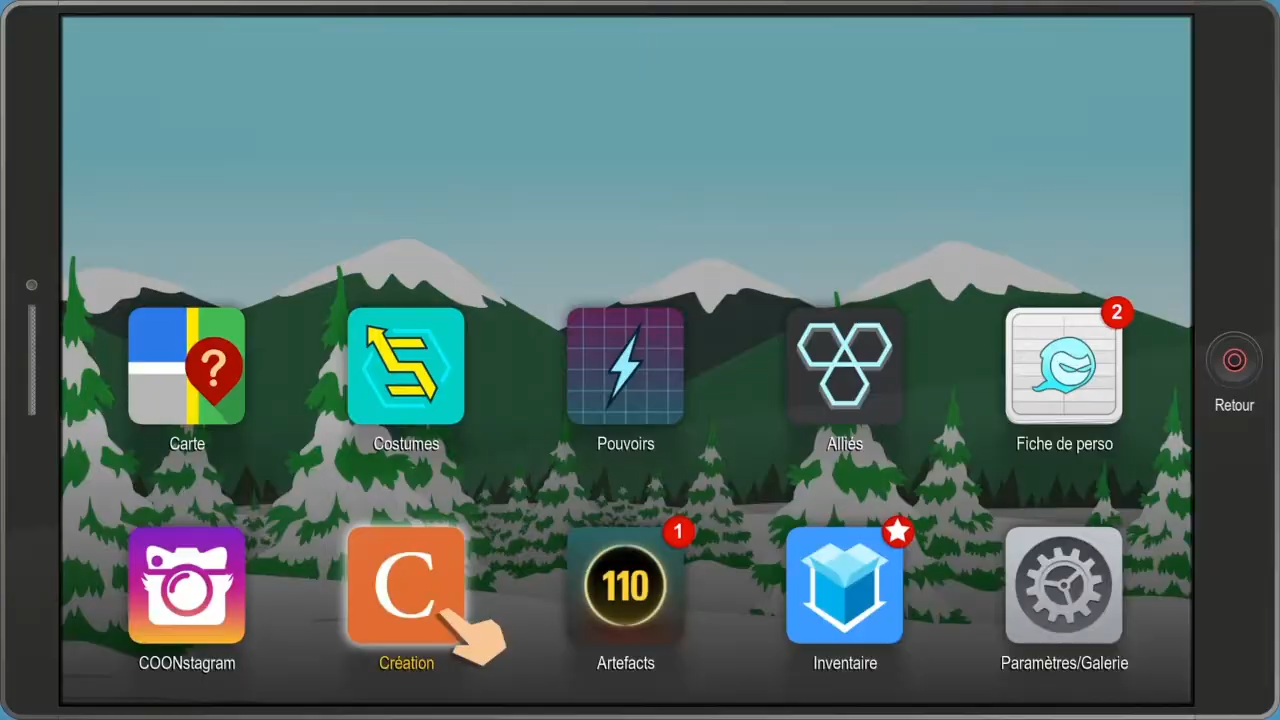 ?
2
Carte
Costumes
Pouvoirs
Alliés
Fiche de perso
Retour
C
110
1
COONstagram
Création
Artefacts
Inventaire
Paramètres/Galerie